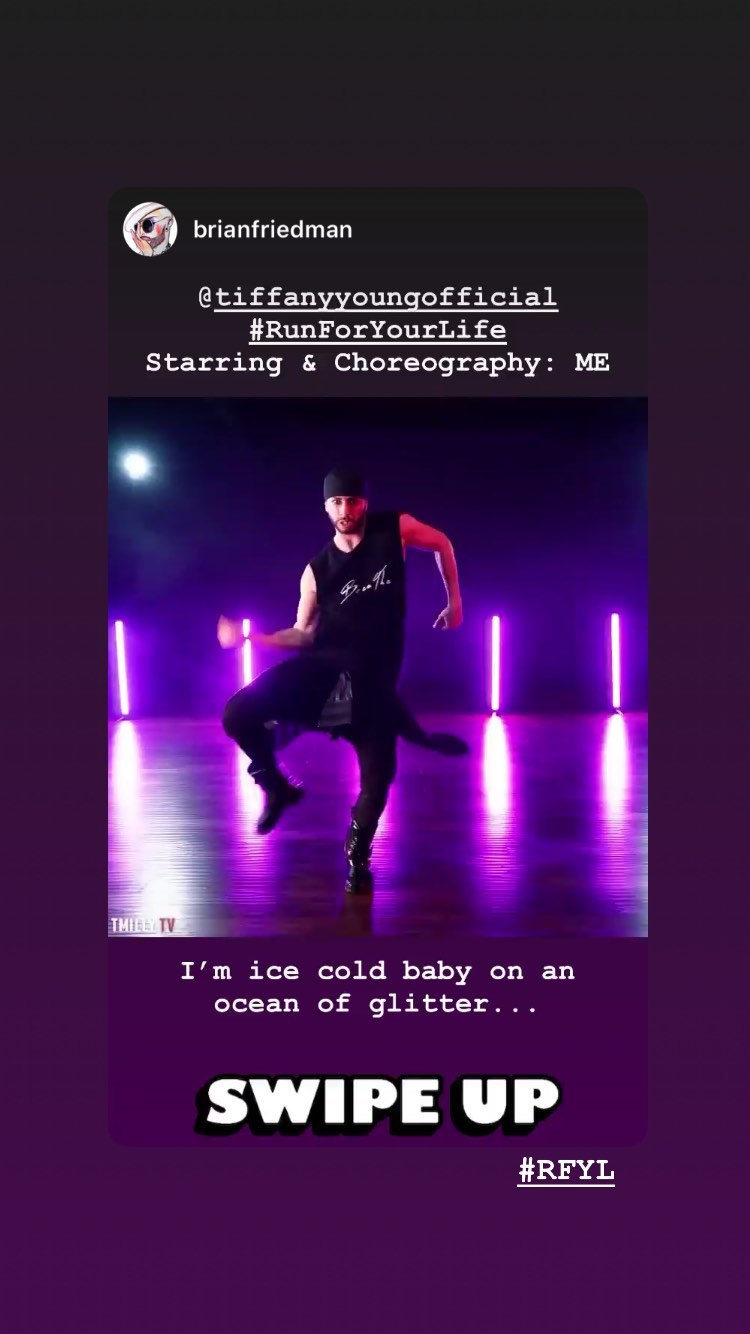 brianfriedman
@tiffanyyoungofficial
#RunForYourLife
Starring & Choreography: ME
Breathe
TMILLY TV
I’m ice cold baby on an
ocean of glitter...
SWIPE UP
#RFYL